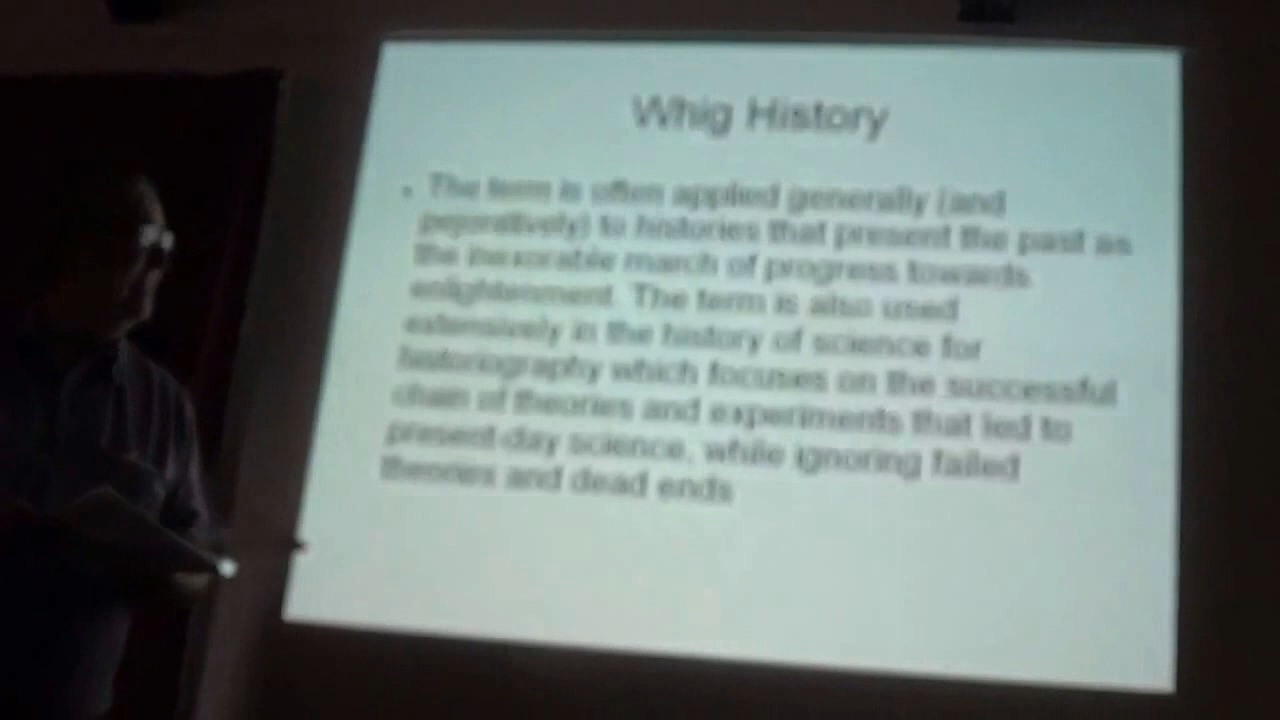 Whig History
• The term is often applied generally (and
pejoratively) to histories that present the past as
the inexorable march of progress towards
enlightenment. The term is also used
extensively in the history of science for
historiography which focuses on the successful
chain of theories and experiments that led to
present-day science, while ignoring failed
theories and dead ends